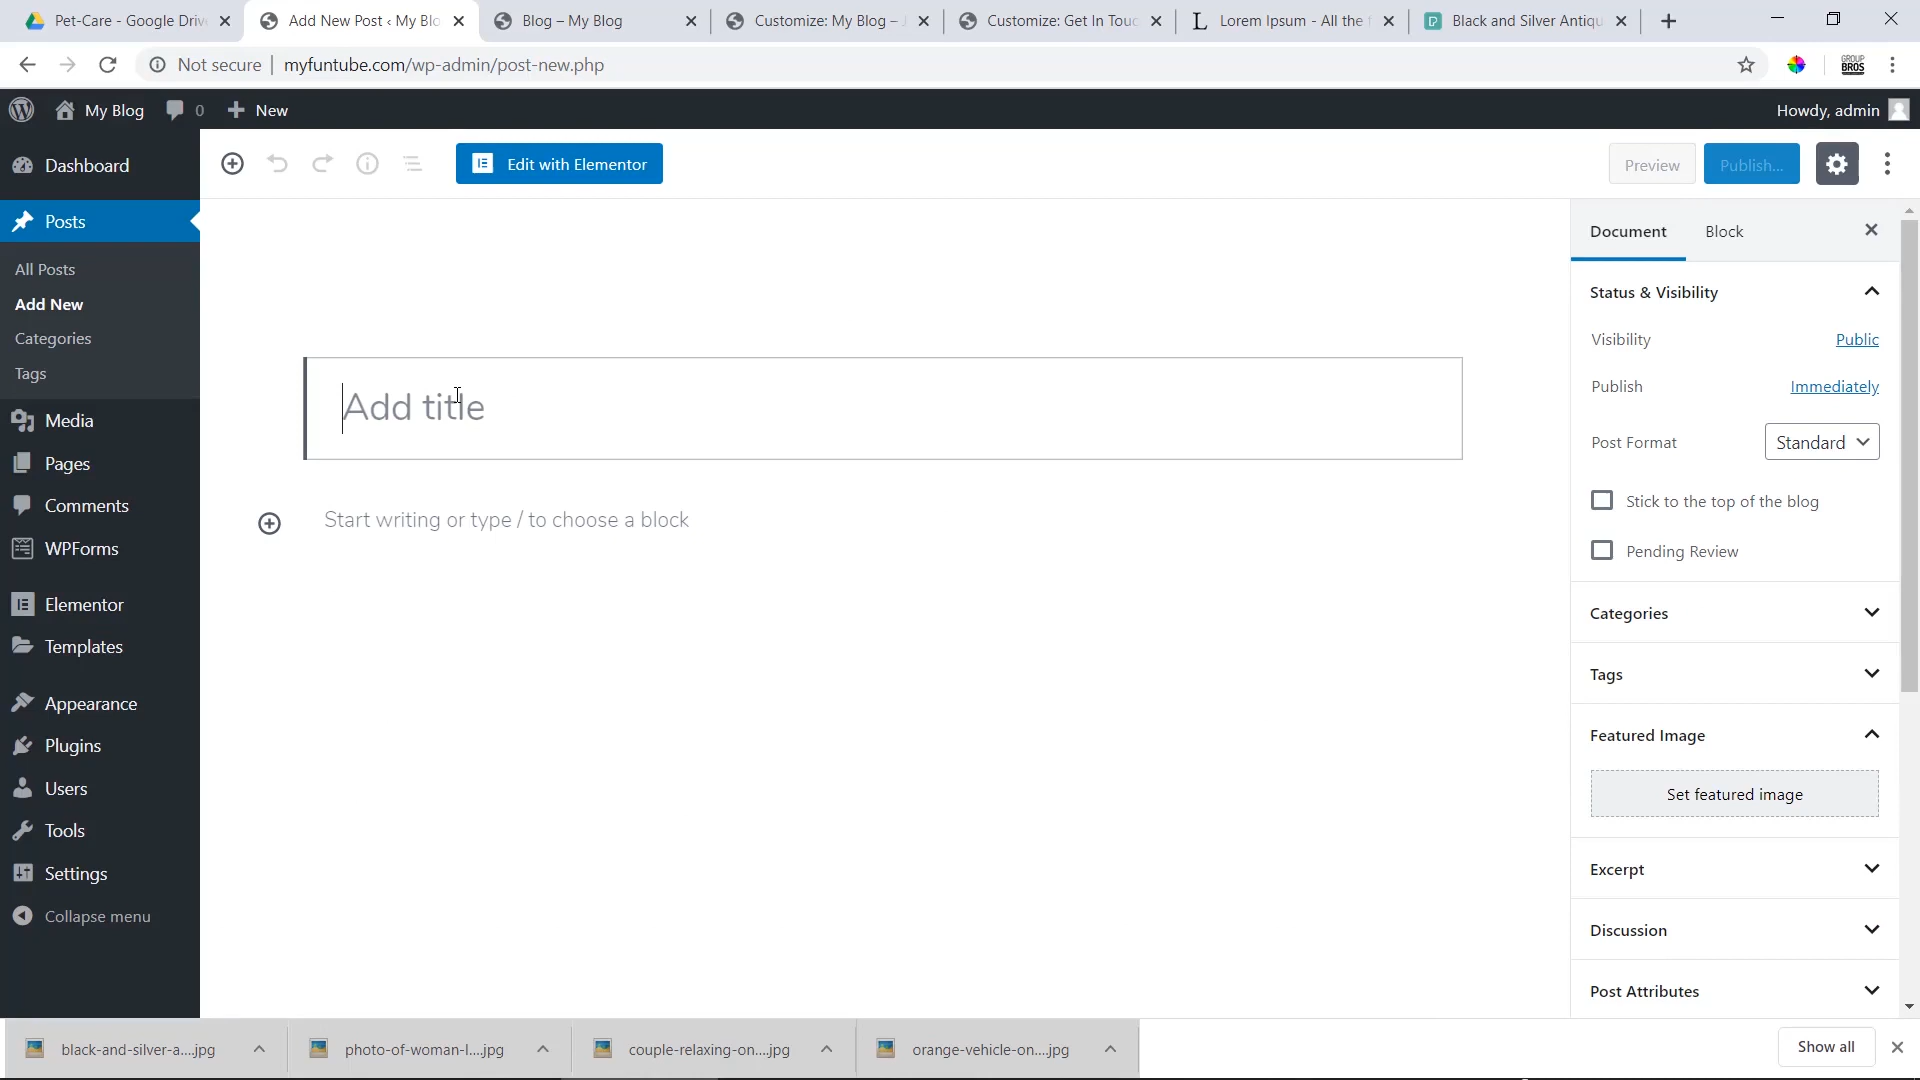 Pet-Care - Google Driv
Add New Post ‹ My Blo
Blog – My Blog
Customize: My Blog –
Customize: Get In Touc
Lorem Ipsum - All the
Black and Silver Antiqu
Not secure
myfuntube.com/wp-admin/post-new.php
GROUP
BROS
My Blog
0
New
Howdy, admin
Dashboard
Posts
All Posts
Add New
Categories
Tags
Media
Pages
Comments
WPForms
Elementor
Templates
Appearance
Plugins
Users
Tools
Settings
Collapse menu
Edit with Elementor
Preview
Publish...
Add title
Start writing or type / to choose a block
Document
Block
Status & Visibility
Visibility
Public
Publish
Immediately
Post Format
Standard
Stick to the top of the blog
Pending Review
Categories
Tags
Featured Image
Set featured image
Excerpt
Discussion
Post Attributes
black-and-silver-a....jpg
photo-of-woman-l....jpg
couple-relaxing-on....jpg
orange-vehicle-on....jpg
Show all